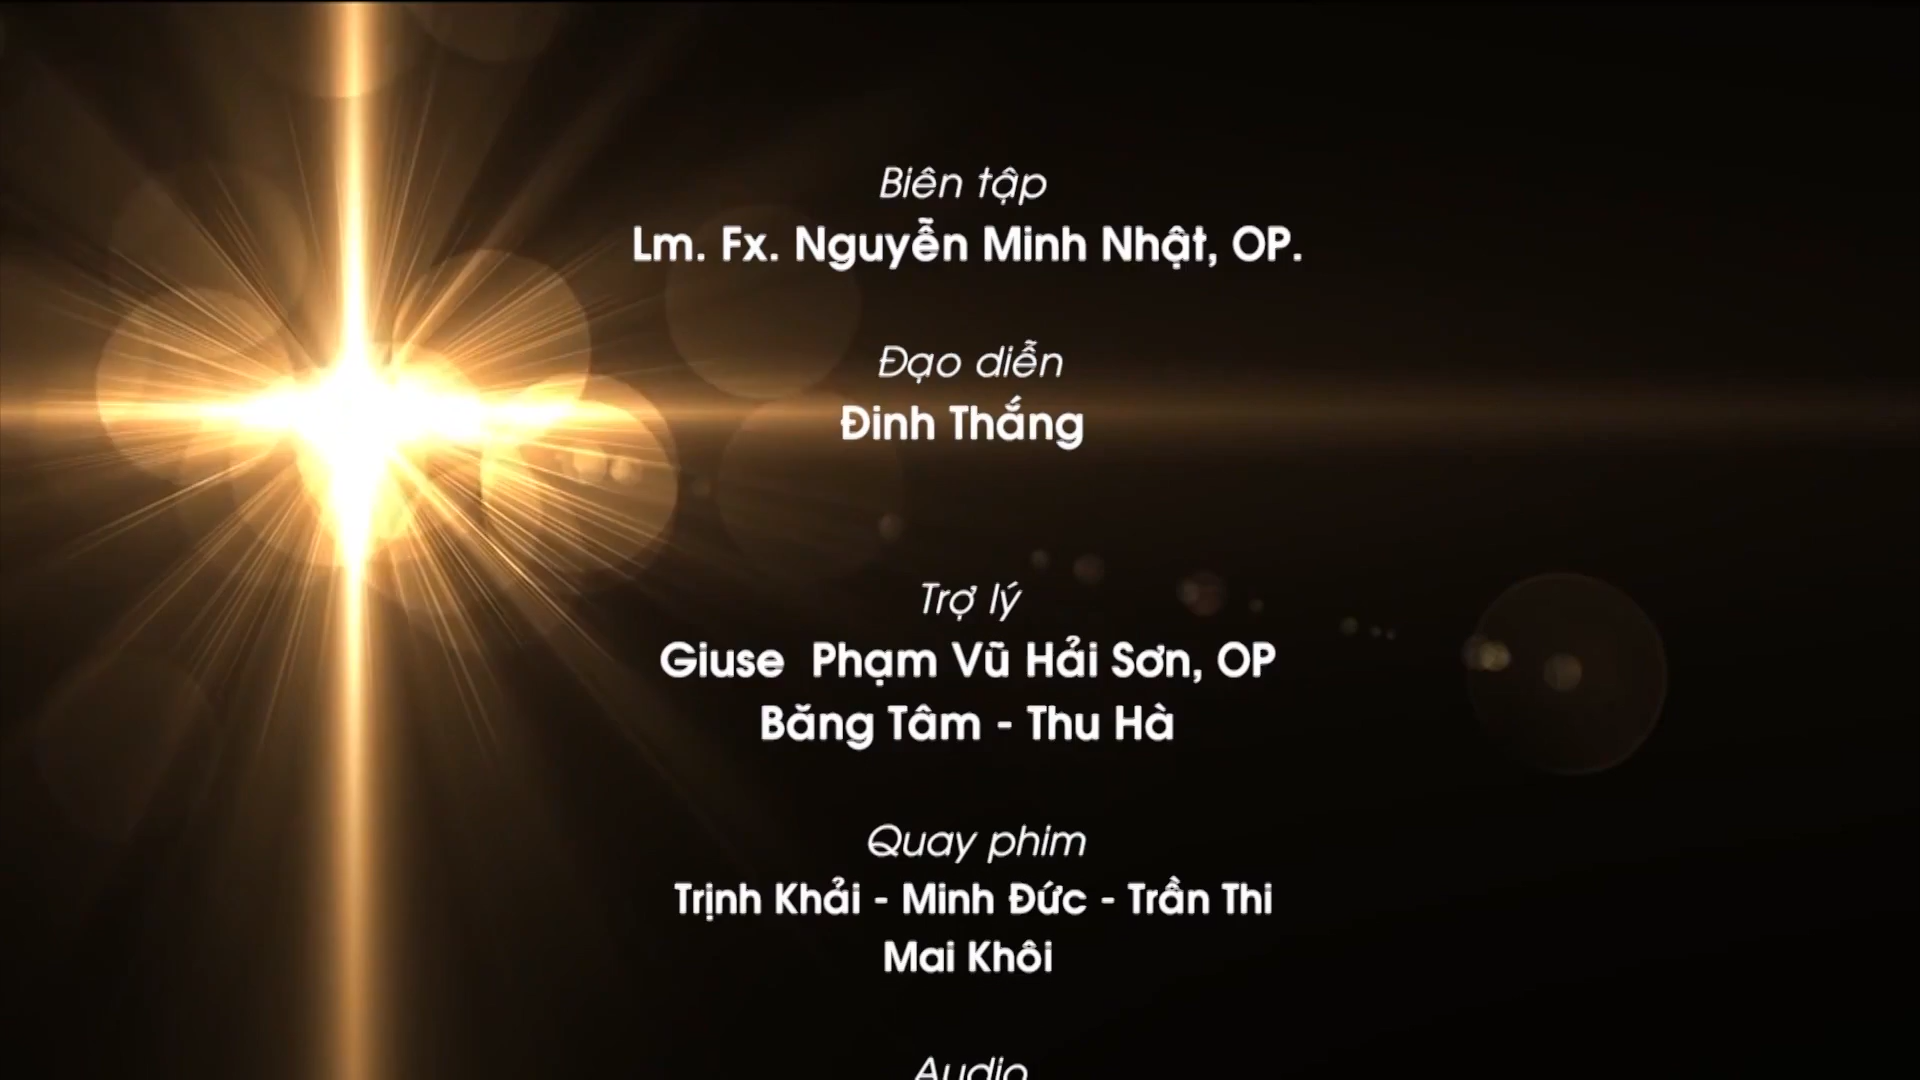 Biên tập
Lm. Fx. Nguyễn Minh Nhật, OP.
Đạo diễn
Đinh Thắng
Trợ lý
Giuse  Phạm Vũ Hải Sơn, OP
Băng Tâm - Thu Hà
Quay phim
Trịnh Khải - Minh Đức - Trần Thi
Mai Khôi
Audio